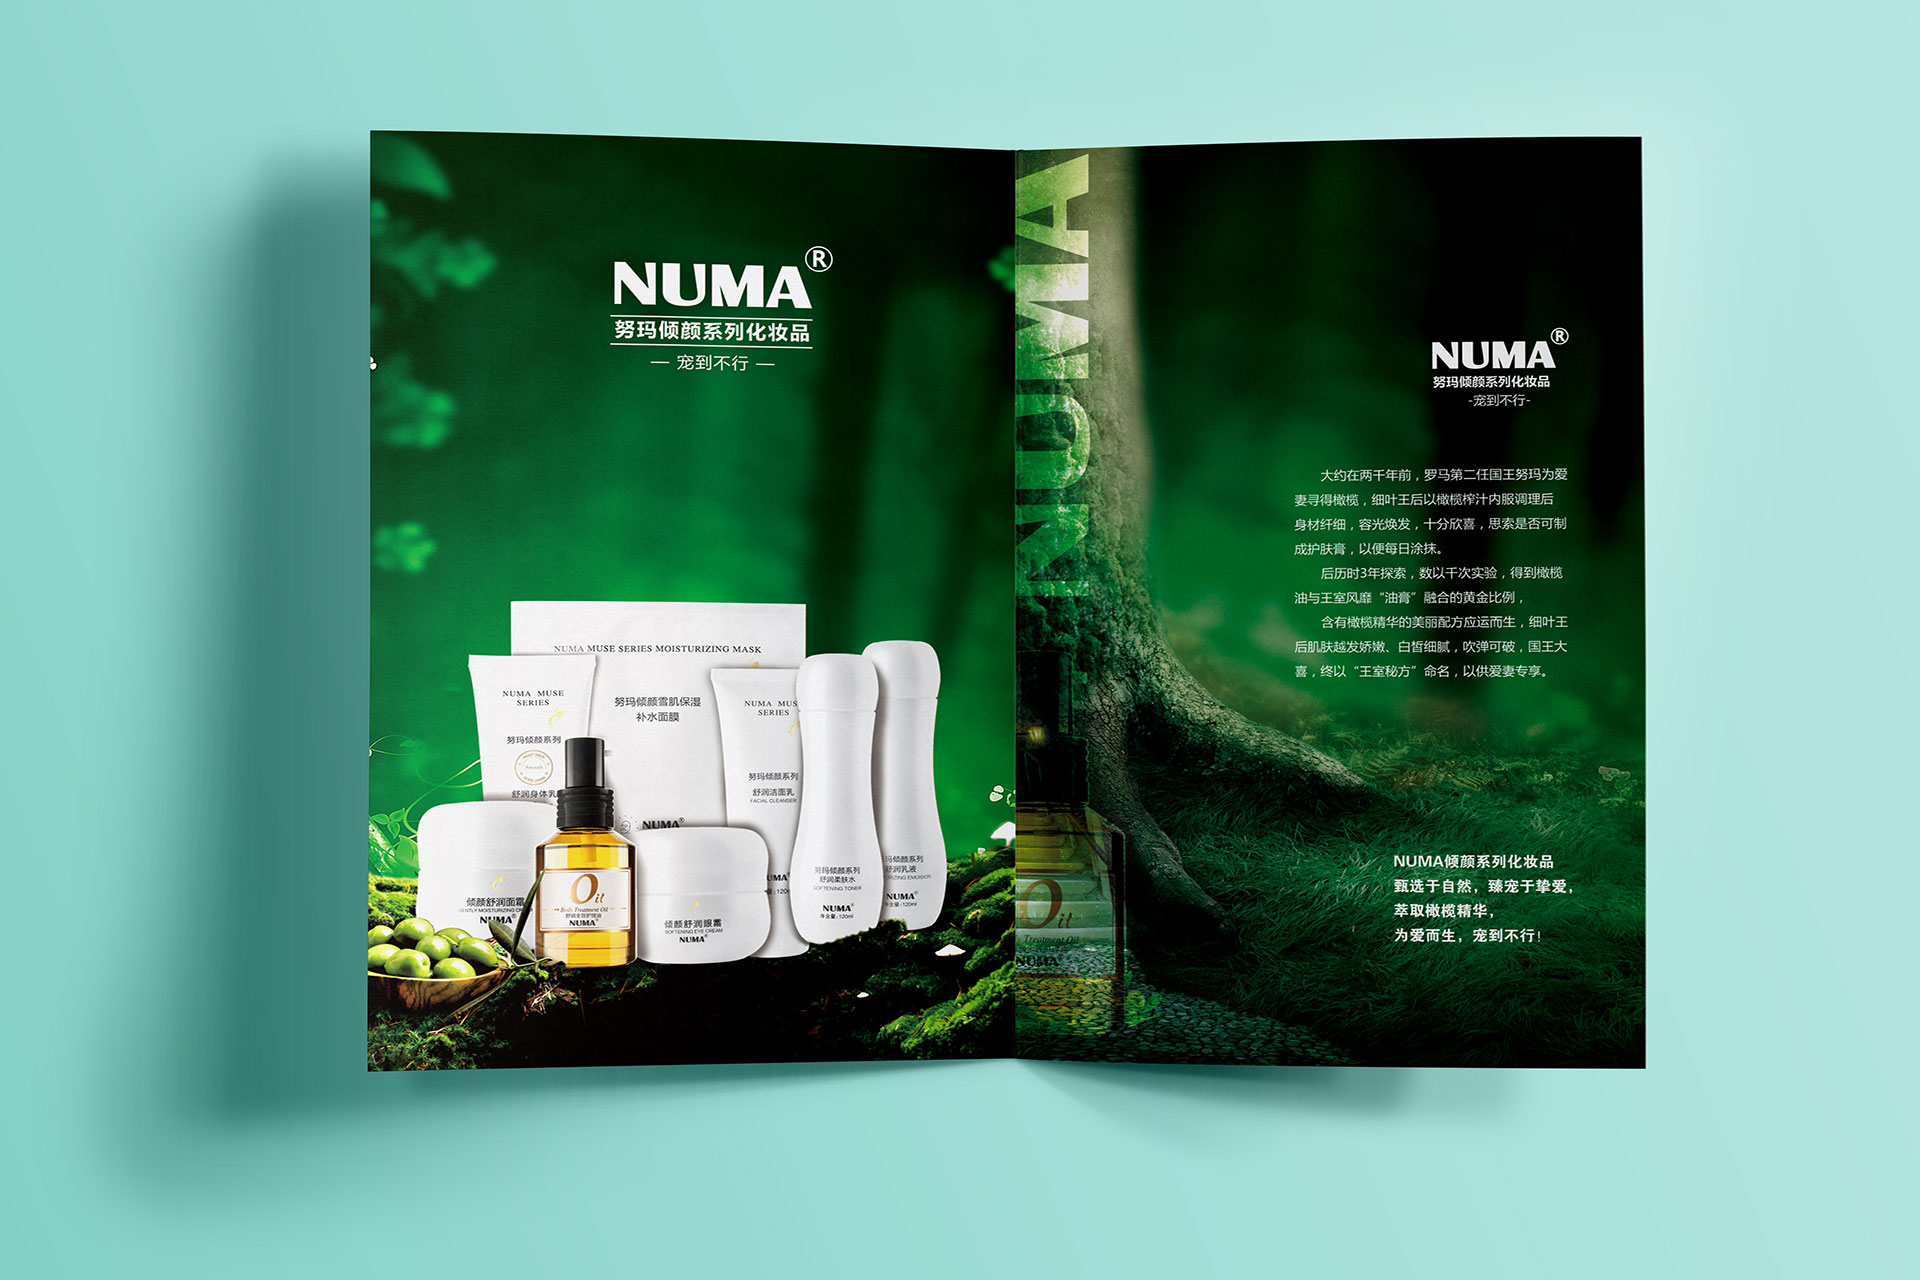 NUMA®
努玛倾颜系列化妆品
— 宠到不行 —
NUMA MUSE SERIES MOISTURIZING MASK
努玛倾颜雪肌保湿
补水面膜
NUMA®
NUMA MUSE
SERIES
努玛倾颜系列
舒润身体乳
NUMA MUS
SERIES
努玛倾颜系列
舒润洁面乳
FACIAL CLEANSER
UMA®
量:120m
努玛倾颜系列
舒润柔肤水
SOFTENING TONER
NUMA®
净含量:120ml
玛倾颜系列
舒润乳液
RIZING EMULSION
NUMA®
净含量:120ml
倾颜舒润面霜
GENTLY MOISTURIZING CREAM
NUMA®
Oil
Body Treatment Oil
NUMA®
倾颜舒润眼霜
SOFTENING EYE CREAM
NUMA®
NUMA
Oil
Treatment Oil
NUMA
NUMA®
努玛倾颜系列化妆品
-宠到不行-
大约在两千年前，罗马第二任国王努玛为爱
妻寻得橄榄，细叶王后以橄榄榨汁内服调理后
身材纤细，容光焕发，十分欣喜，思索是否可制
成护肤膏，以便每日涂抹。
后历时3年探索，数以千次实验，得到橄榄
油与王室风靡“油膏”融合的黄金比例，
含有橄榄精华的美丽配方应运而生，细叶王
后肌肤越发娇嫩、白皙细腻，吹弹可破，国王大
喜，终以“王室秘方”命名，以供爱妻专享。
NUMA倾颜系列化妆品
甄选于自然，臻宠于挚爱，
萃取橄榄精华，
为爱而生，宠到不行!